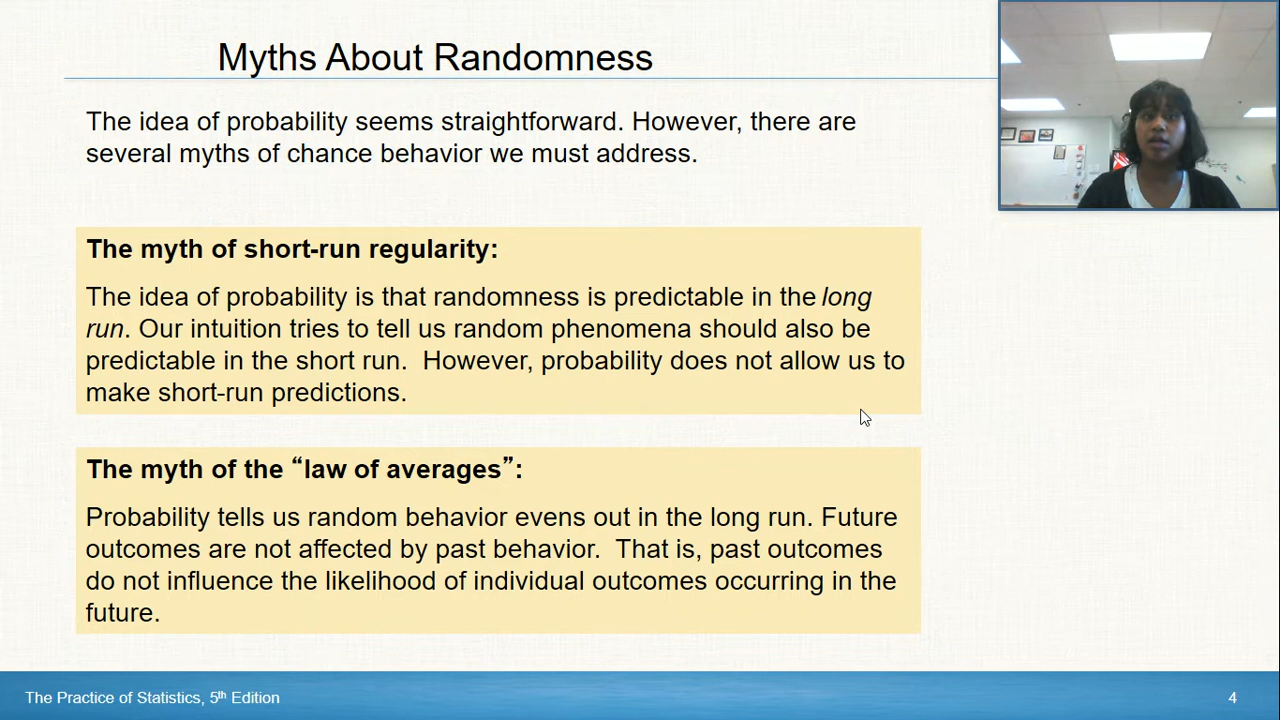 Myths About Randomness
The idea of probability seems straightforward. However, there are
several myths of chance behavior we must address.
The myth of short-run regularity:
The idea of probability is that randomness is predictable in the long
run. Our intuition tries to tell us random phenomena should also be
predictable in the short run.  However, probability does not allow us to
make short-run predictions.
The myth of the “law of averages”:
Probability tells us random behavior evens out in the long run. Future
outcomes are not affected by past behavior.  That is, past outcomes
do not influence the likelihood of individual outcomes occurring in the
future.
The Practice of Statistics, 5th Edition
4